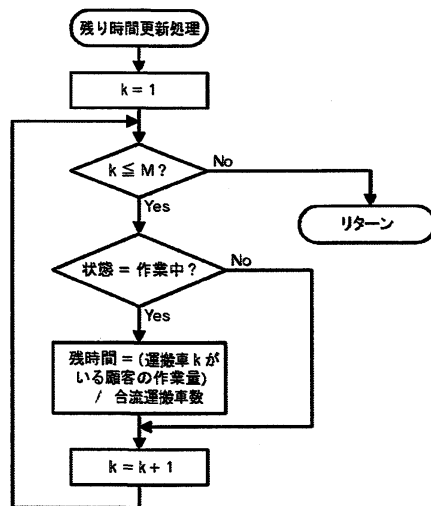 残り時間更新処理
k = 1
k ≦ M?
No
Yes
リターン
状態 = 作業中?
No
Yes
残時間 = (運搬車 k が
いる顧客の作業量)
/ 合流運搬車数
k = k + 1